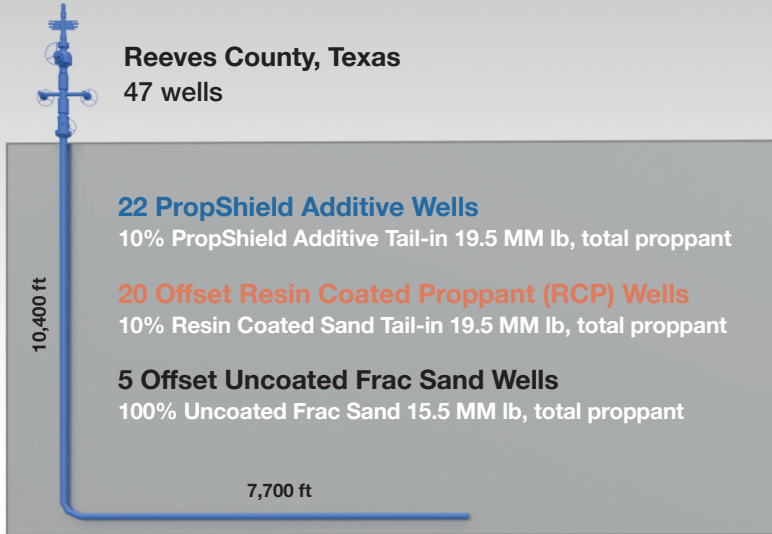 Reeves County, Texas
47 wells
22 PropShield Additive Wells
10% PropShield Additive Tail-in 19.5 MM lb, total proppant
20 Offset Resin Coated Proppant (RCP) Wells
10% Resin Coated Sand Tail-in 19.5 MM lb, total proppant
10,400 ft
5 Offset Uncoated Frac Sand Wells
100% Uncoated Frac Sand 15.5 MM lb, total proppant
7,700 ft